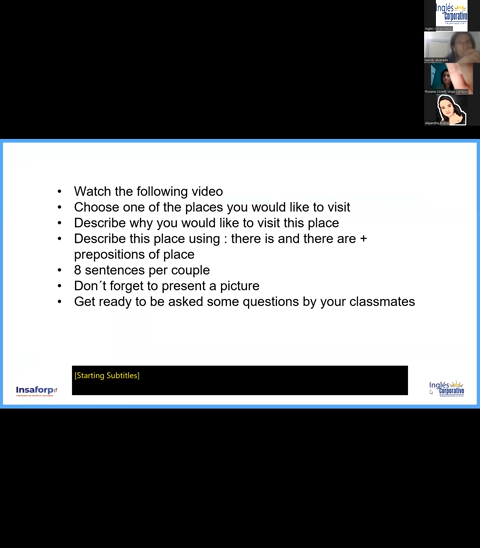 Inglés
Corporativo
• Watch the following video
• Choose one of the places you would like to visit
• Describe why you would like to visit this place
• Describe this place using : there is and there are +
prepositions of place
• 8 sentences per couple
• Don´t forget to present a picture
• Get ready to be asked some questions by your classmates
[Starting Subtitles]
Insaforp
Inglés
Corporativo